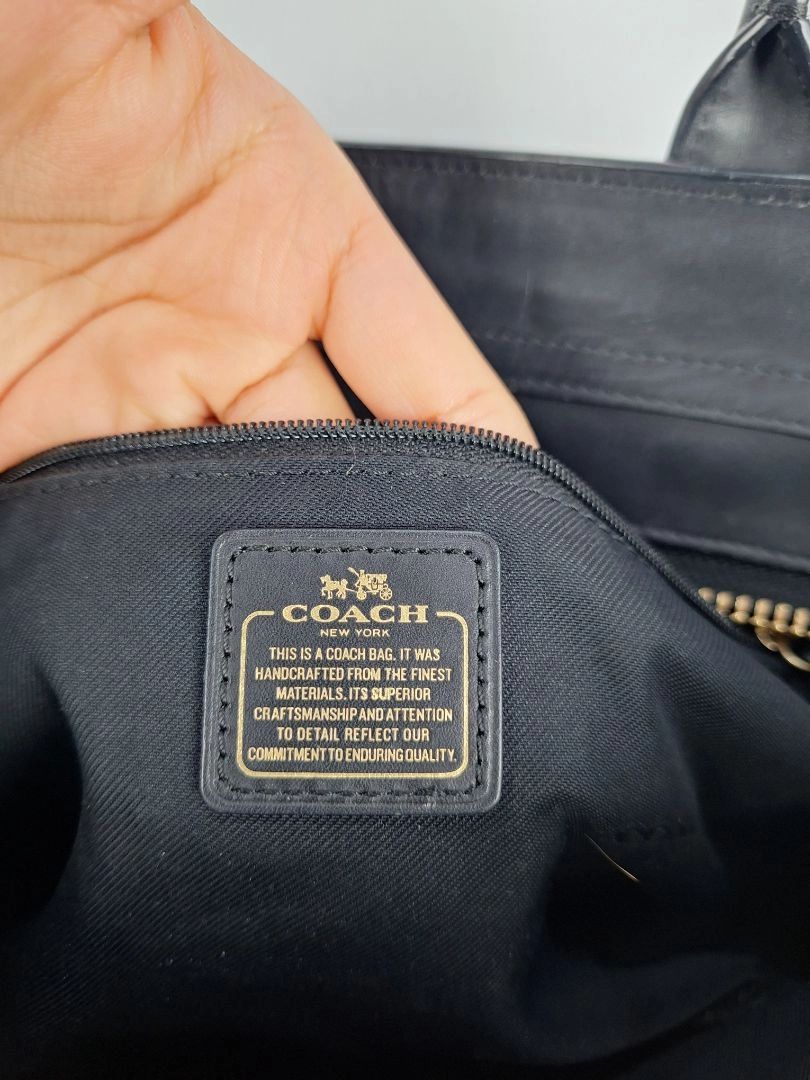 COACH
NEW YORK
THIS IS A COACH BAG. IT WAS
HANDCRAFTED FROM THE FINEST
MATERIALS. ITS SUPERIOR
CRAFTSMANSHIP AND ATTENTION
TO DETAIL REFLECT OUR
COMMITMENT TO ENDURING QUALITY.